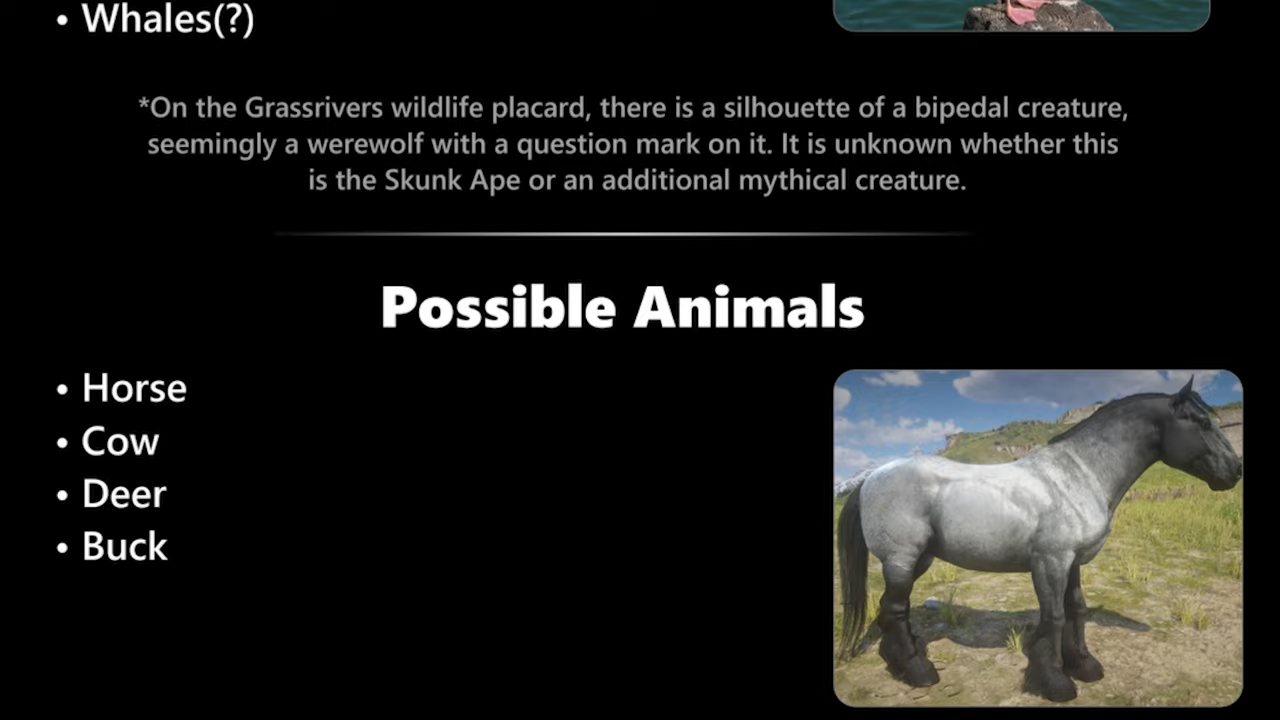 • Whales(?)
*On the Grassrivers wildlife placard, there is a silhouette of a bipedal creature,
seemingly a werewolf with a question mark on it. It is unknown whether this
is the Skunk Ape or an additional mythical creature.
Possible Animals
• Horse
• Cow
• Deer
• Buck